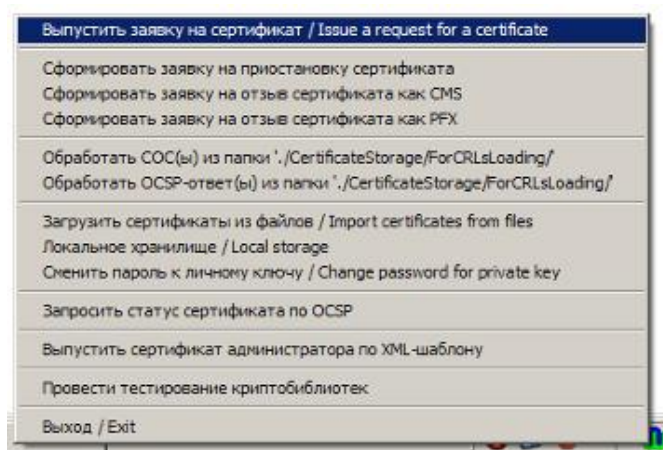 Выпустить заявку на сертификат / Issue a request for a certificate
Сформировать заявку на приостановку сертификата
Сформировать заявку на отзыв сертификата как CMS
Сформировать заявку на отзыв сертификата как PFX
Обработать СОС(ы) из папки './CertificateStorage/ForCRLsLoading/'
Обработать OCSP-ответ(ы) из папки './CertificateStorage/ForCRLsLoading/'
Загрузить сертификаты из файлов / Import certificates from files
Локальное хранилище / Local storage
Сменить пароль к личному ключу / Change password for private key
Запросить статус сертификата по OCSP
Выпустить сертификат администратора по XML-шаблону
Провести тестирование криптобиблиотек
Выход / Exit